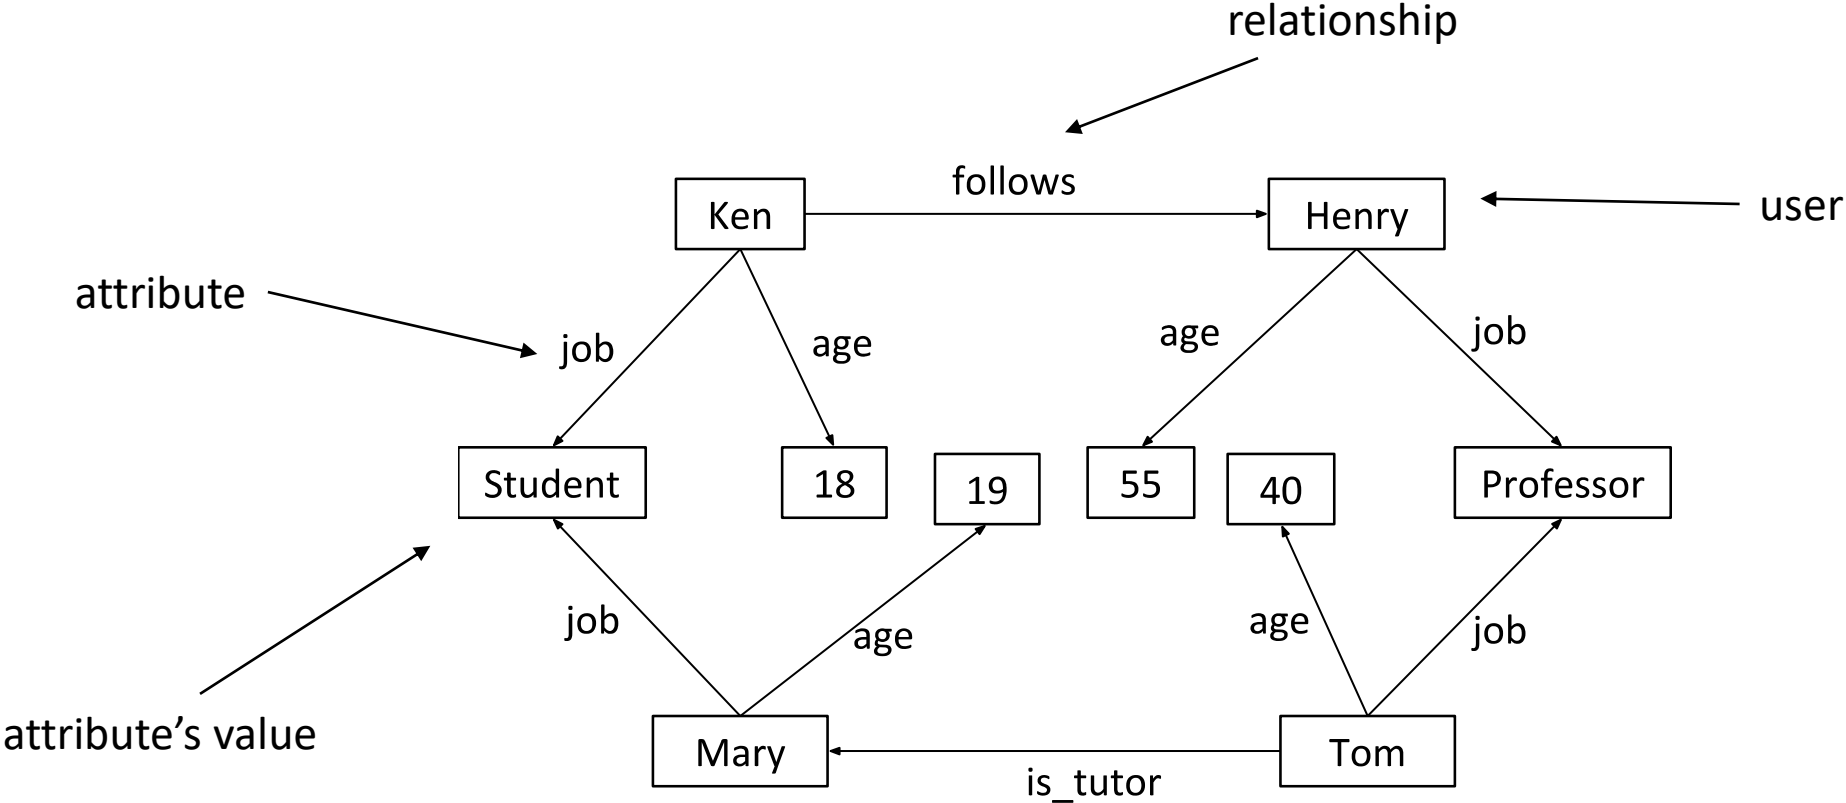 relationship
follows
Ken
Henry
user
attribute
job
age
age
job
Student
18
19
55
40
Professor
job
age
age
job
attribute’s value
Mary
Tom
is_tutor